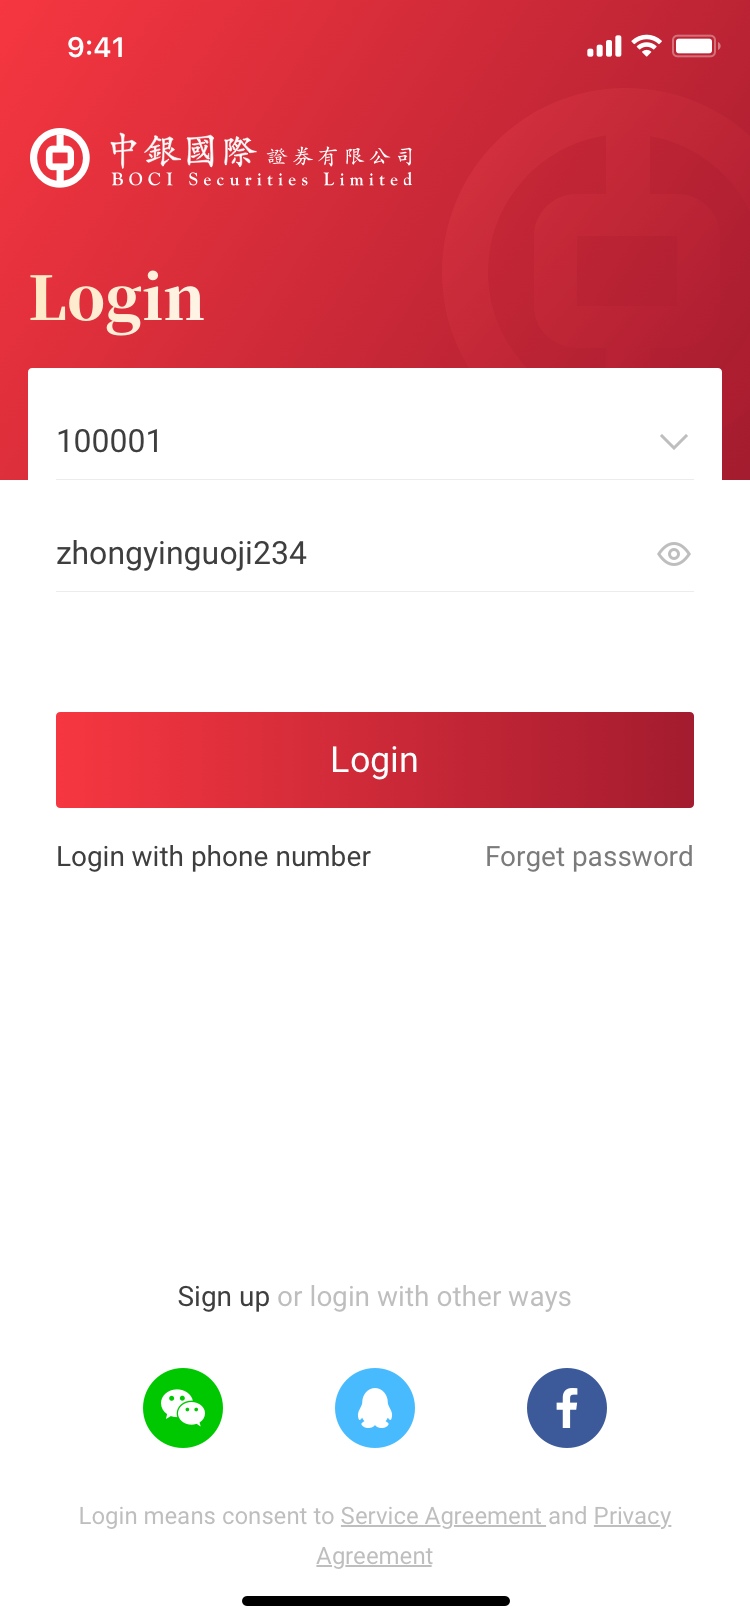 9:41
中銀國際 證券有限公司
BOCI Securities Limited
Login
100001
zhongyinguoji234
Login
Login with phone number
Forget password
Sign up or login with other ways
Login means consent to Service Agreement and Privacy
Agreement